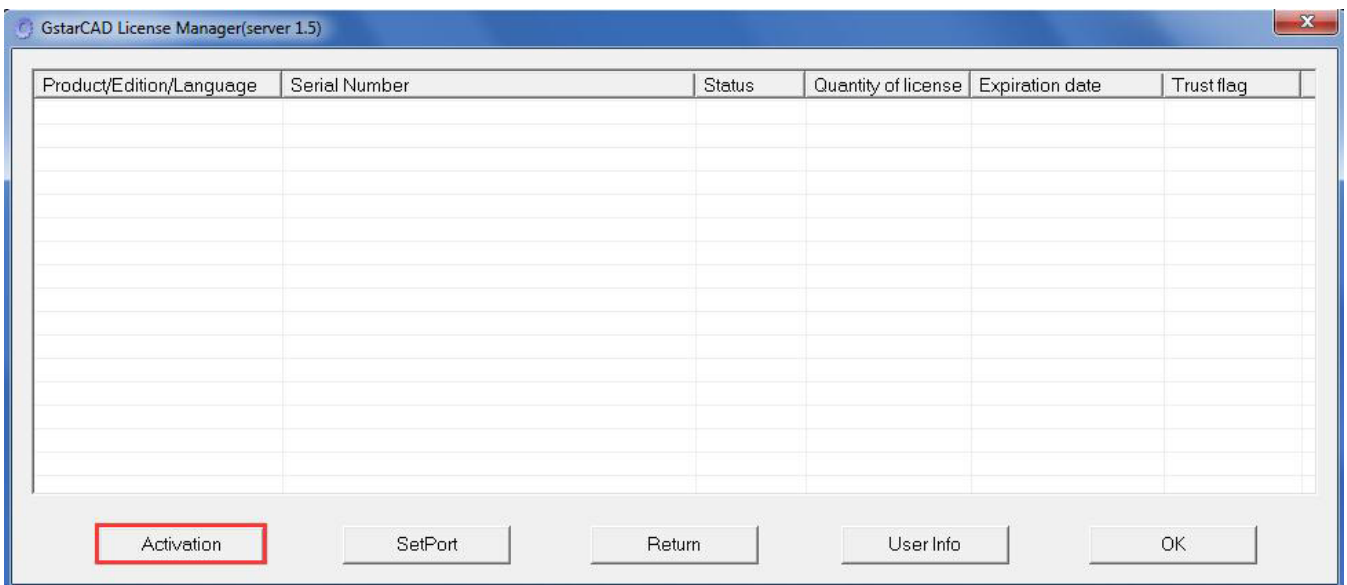 GstarCAD License Manager(server 1.5)
Product/Edition/Language Serial Number Status Quantity of license Expiration date Trust flag
Activation SetPort Return User Info OK